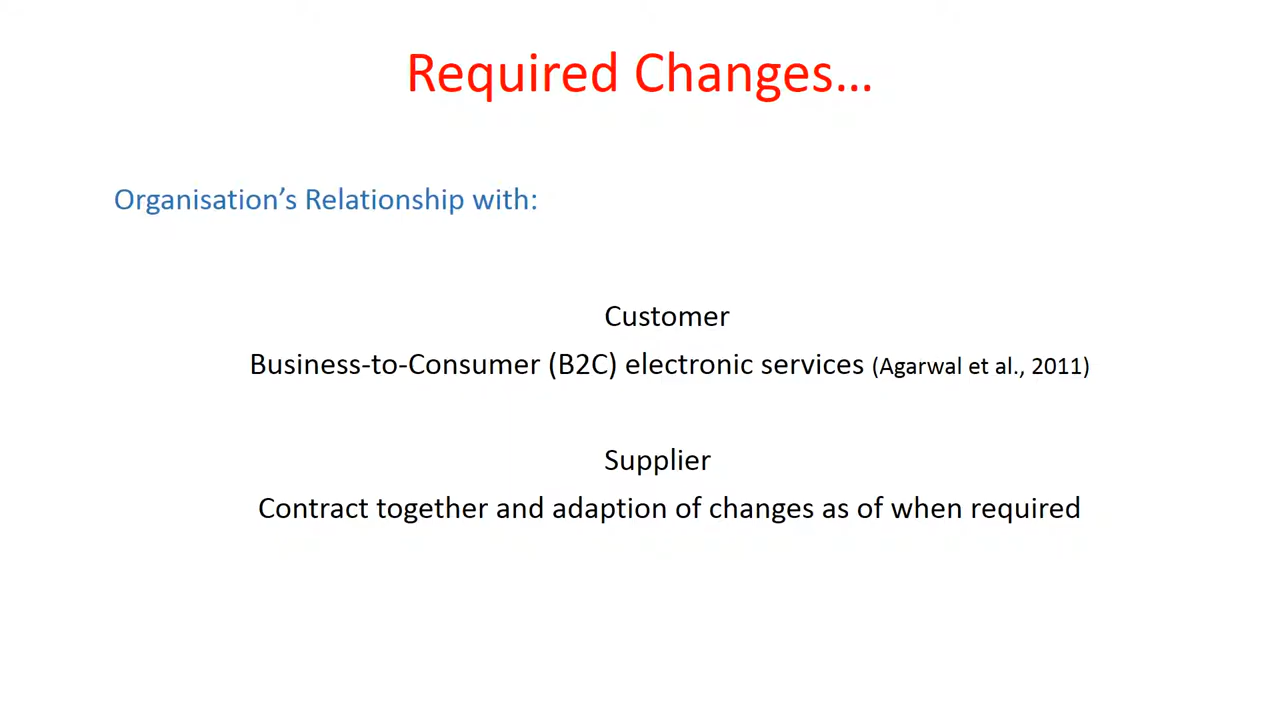 Required Changes...
Organisation’s Relationship with:
Customer
Business-to-Consumer (B2C) electronic services (Agarwal et al., 2011)
Supplier
Contract together and adaption of changes as of when required